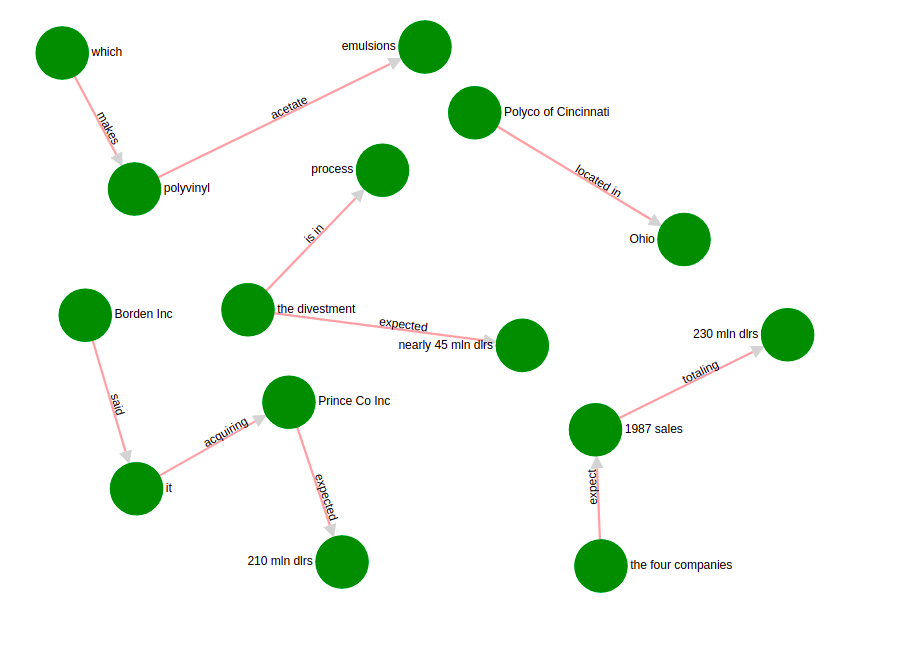 emulsions
which
acetate
Polyco of Cincinnati
makes
process
located in
polyvinyl
is in
Ohio
the divestment
Borden Inc
expected
230 mln dlrs
nearly 45 mln dlrs
totaling
Prince Co Inc
said
acquiring
1987 sales
it
expect
expected
210 mln dlrs
the four companies